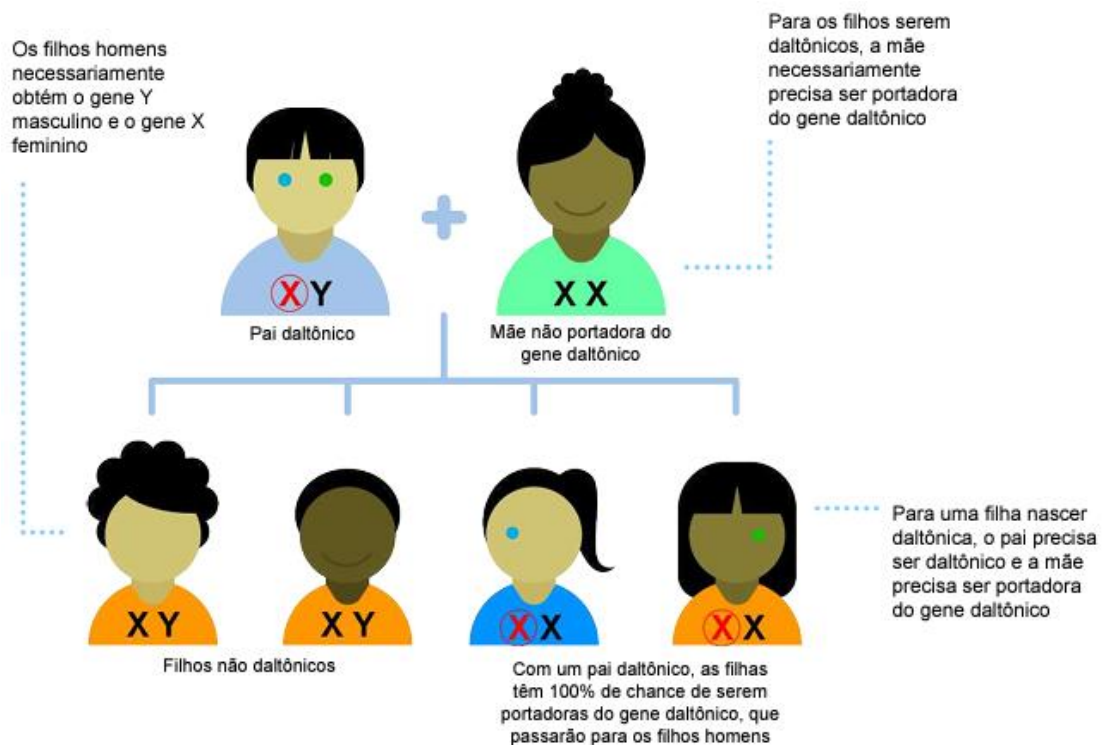 Os filhos homens
necessariamente
obtém o gene Y
masculino e o gene X
feminino
Para os filhos serem
daltônicos, a mãe
necessariamente
precisa ser portadora
do gene daltônico
X Y
Pai daltônico
X X
Mãe não portadora do
gene daltônico
X Y
X Y
Filhos não daltônicos
X X
X X
Com um pai daltônico, as filhas
têm 100% de chance de serem
portadoras do gene daltônico, que
passarão para os filhos homens
Para uma filha nascer
daltônica, o pai precisa
ser daltônico e a mãe
precisa ser portadora
do gene daltônico